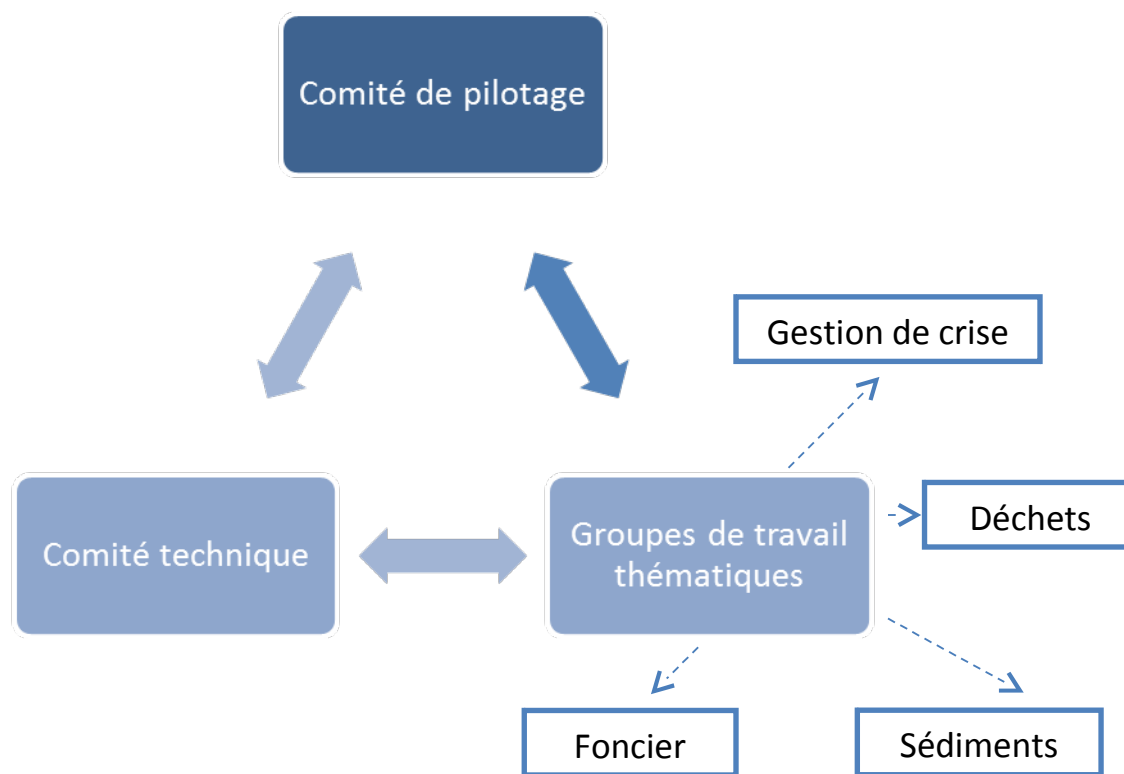 Comité de pilotage
Gestion de crise
Comité technique
Groupes de travail
thématiques
Déchets
Foncier
Sédiments